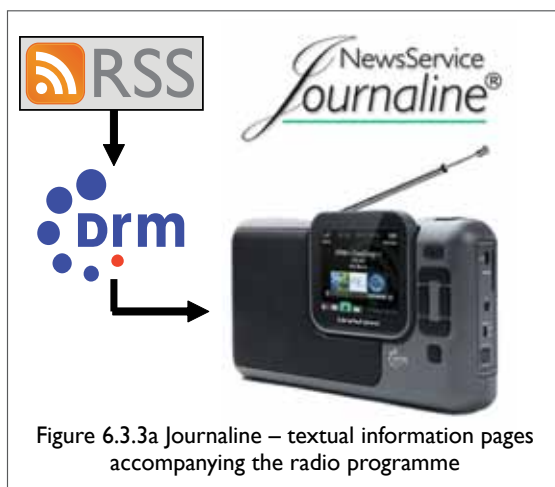 RSS
NewsService
Journaline®
Drm
Figure 6.3.3a Journaline – textual information pages
accompanying the radio programme